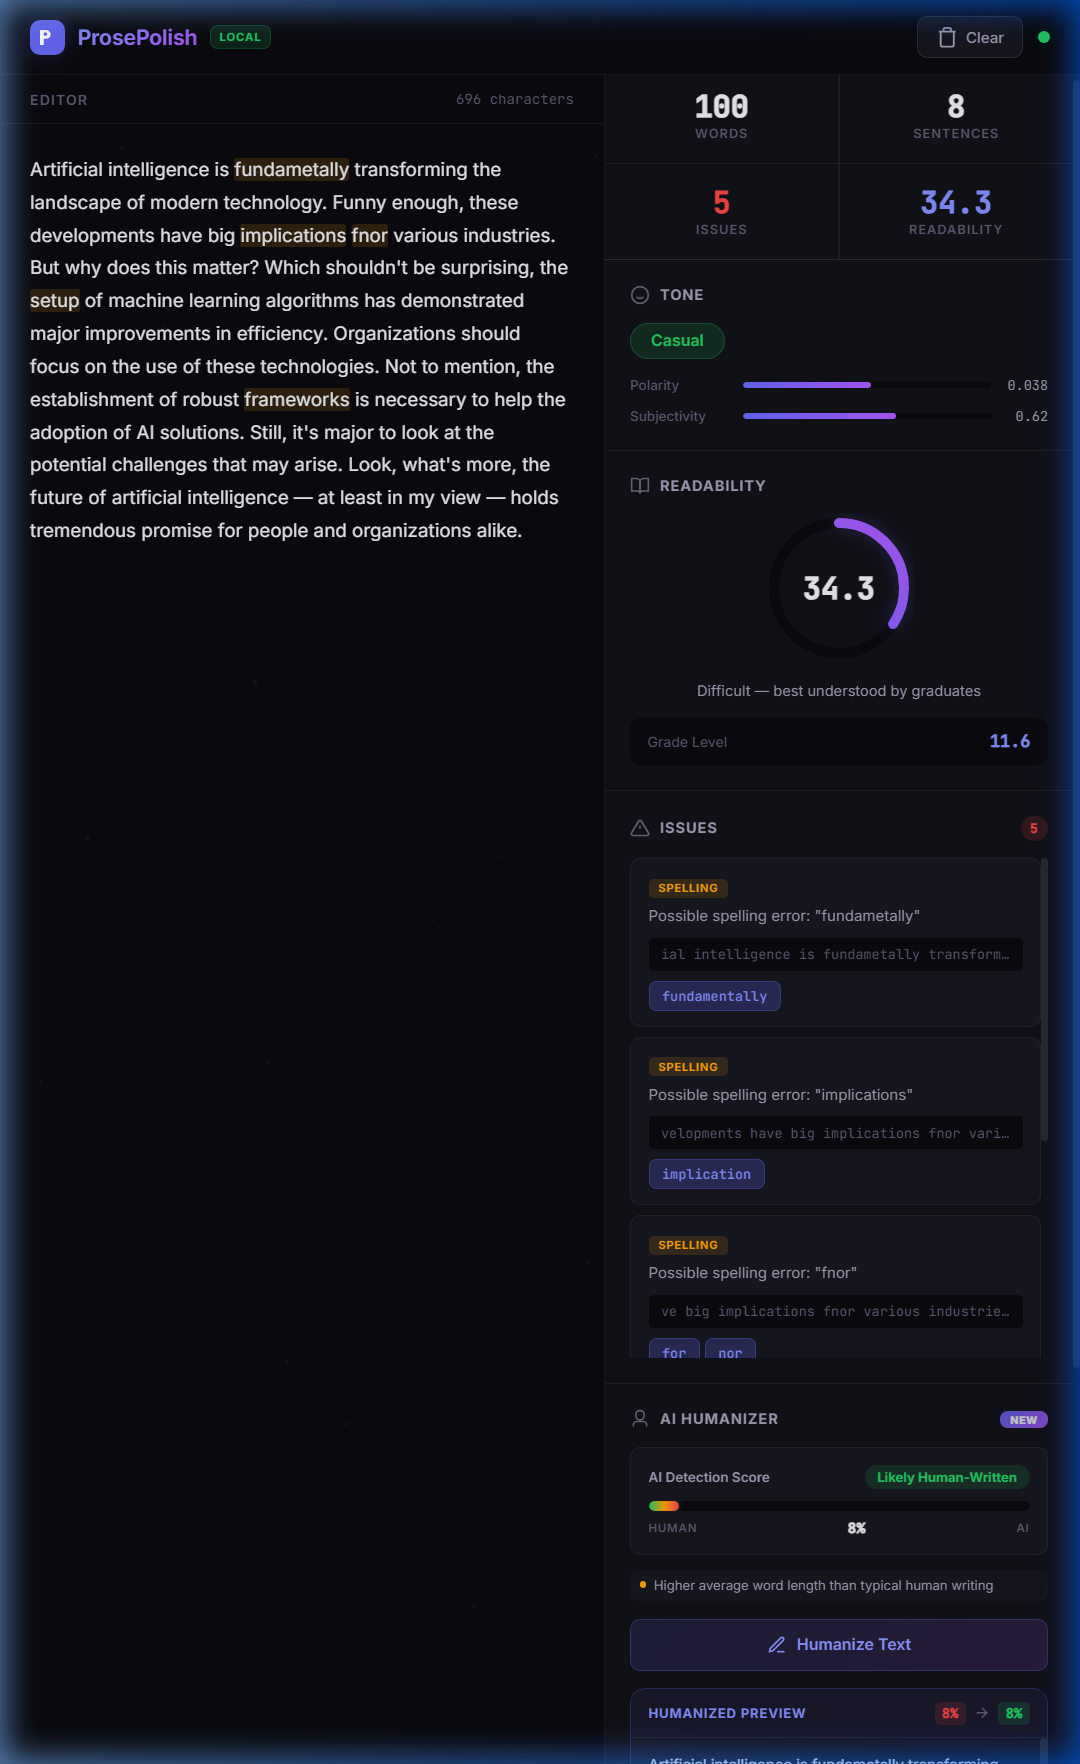 P ProsePolish LOCAL
Clear
EDITOR 696 characters
Artificial intelligence is fundametally transforming the
landscape of modern technology. Funny enough, these
developments have big implications fnor various industries.
But why does this matter? Which shouldn't be surprising, the
setup of machine learning algorithms has demonstrated
major improvements in efficiency. Organizations should
focus on the use of these technologies. Not to mention, the
establishment of robust frameworks is necessary to help the
adoption of AI solutions. Still, it's major to look at the
potential challenges that may arise. Look, what's more, the
future of artificial intelligence — at least in my view — holds
tremendous promise for people and organizations alike.
100
WORDS
8
SENTENCES
5
ISSUES
34.3
READABILITY
TONE
Casual
Polarity 0.038
Subjectivity 0.62
READABILITY
34.3
Difficult — best understood by graduates
Grade Level 11.6
ISSUES 5
SPELLING
Possible spelling error: "fundametally"
ial intelligence is fundametally transform…
fundamentally
SPELLING
Possible spelling error: "implications"
velopments have big implications fnor vari…
implication
SPELLING
Possible spelling error: "fnor"
ve big implications fnor various industrie…
for nor
AI HUMANIZER NEW
AI Detection Score Likely Human-Written
HUMAN 8% AI
Higher average word length than typical human writing
Humanize Text
HUMANIZED PREVIEW 8% → 8%
Artificial intelligence is fundametally transforming